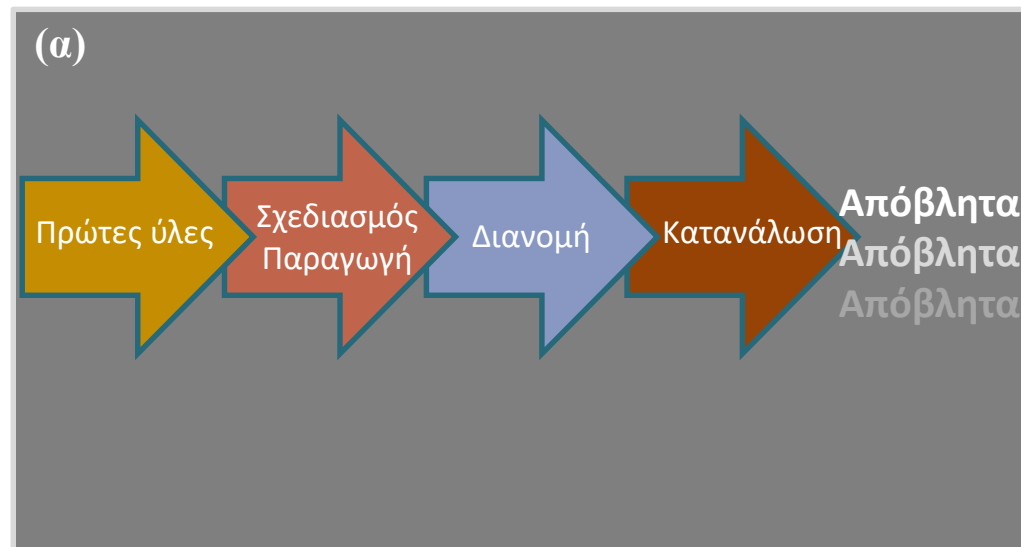 (α)
Πρώτες ύλες
Σχεδιασμός
Παραγωγή
Διανομή
Κατανάλωση
Απόβλητα
Απόβλητα
Απόβλητα